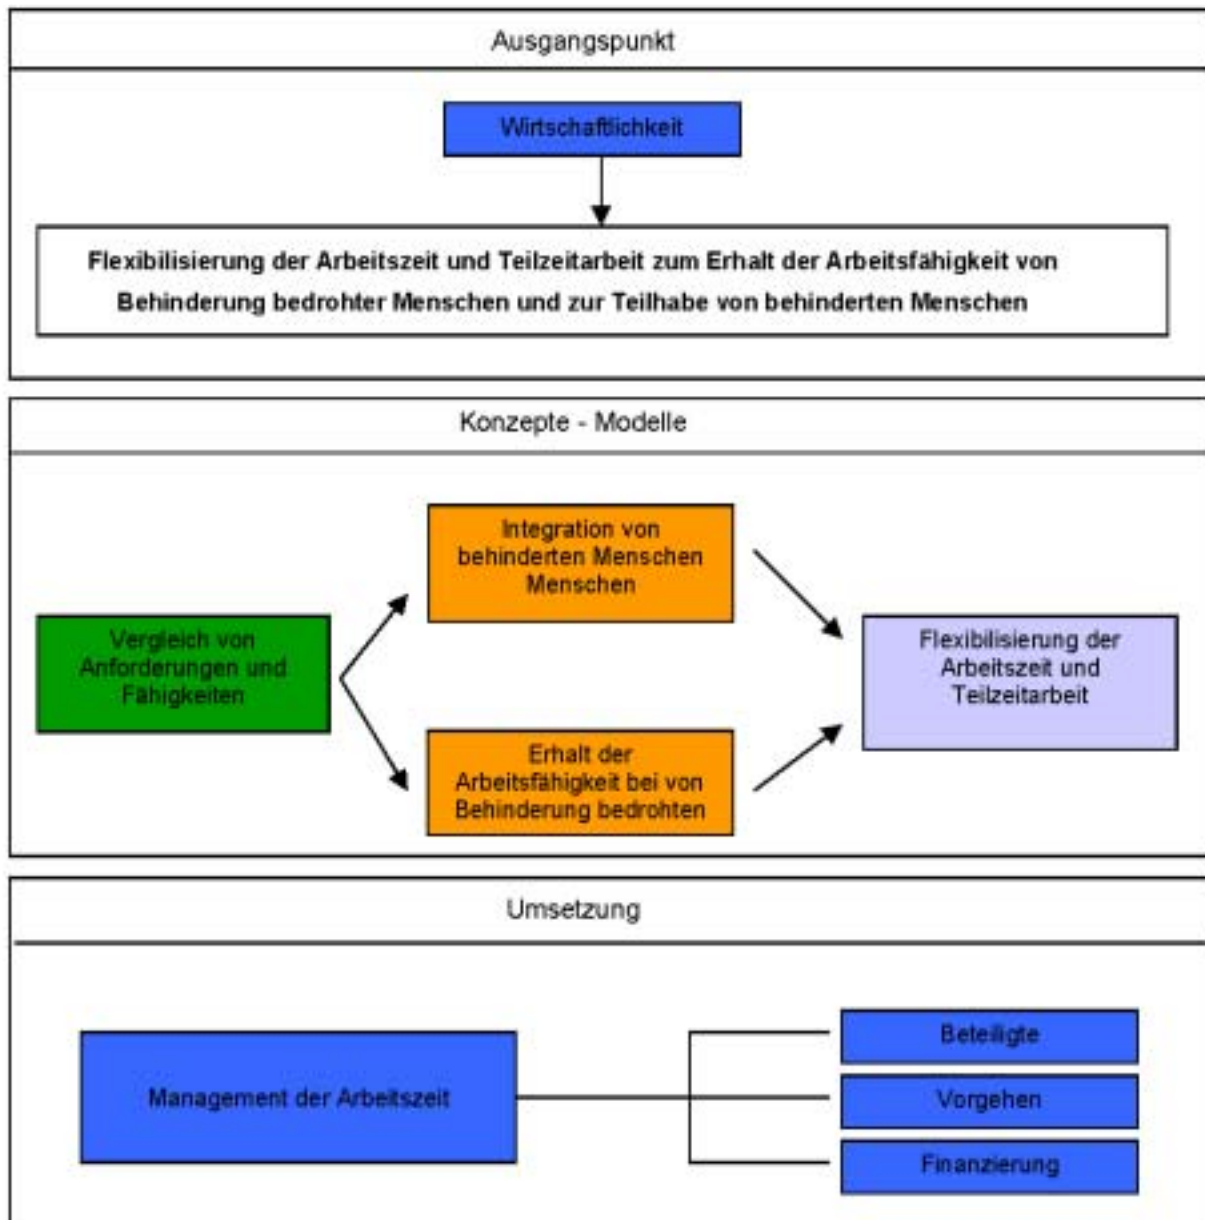 Ausgangspunkt
Wirtschaftlichkeit
Flexibilisierung der Arbeitszeit und Teilzeitarbeit zum Erhalt der Arbeitsfähigkeit von
Behinderung bedrohter Menschen und zur Teilhabe von behinderten Menschen
Konzepte - Modelle
Integration von
behinderten Menschen
Menschen
Vergleich von
Anforderungen und
Fähigkeiten
Flexibilisierung der
Arbeitszeit und
Teilzeitarbeit
Erhalt der
Arbeitsfähigkeit bei von
Behinderung bedrohten
Umsetzung
Management der Arbeitszeit
Beteiligte
Vorgehen
Finanzierung